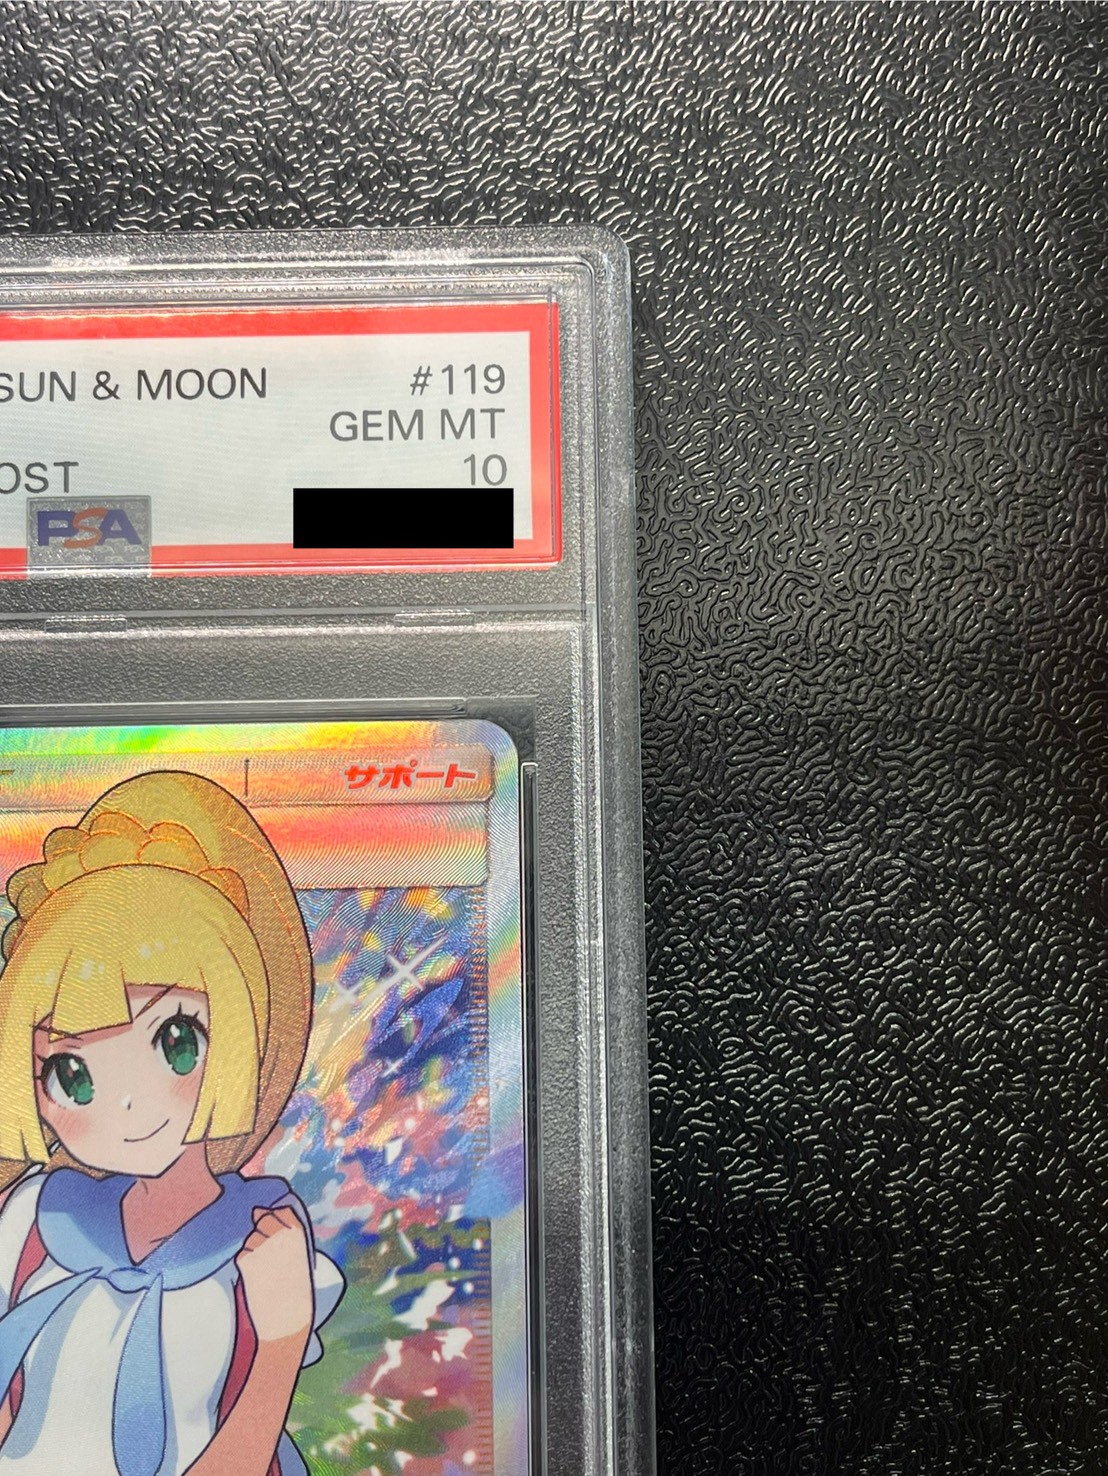 SUN & MOON #119
GEM MT
OST 10
PSA
サポート